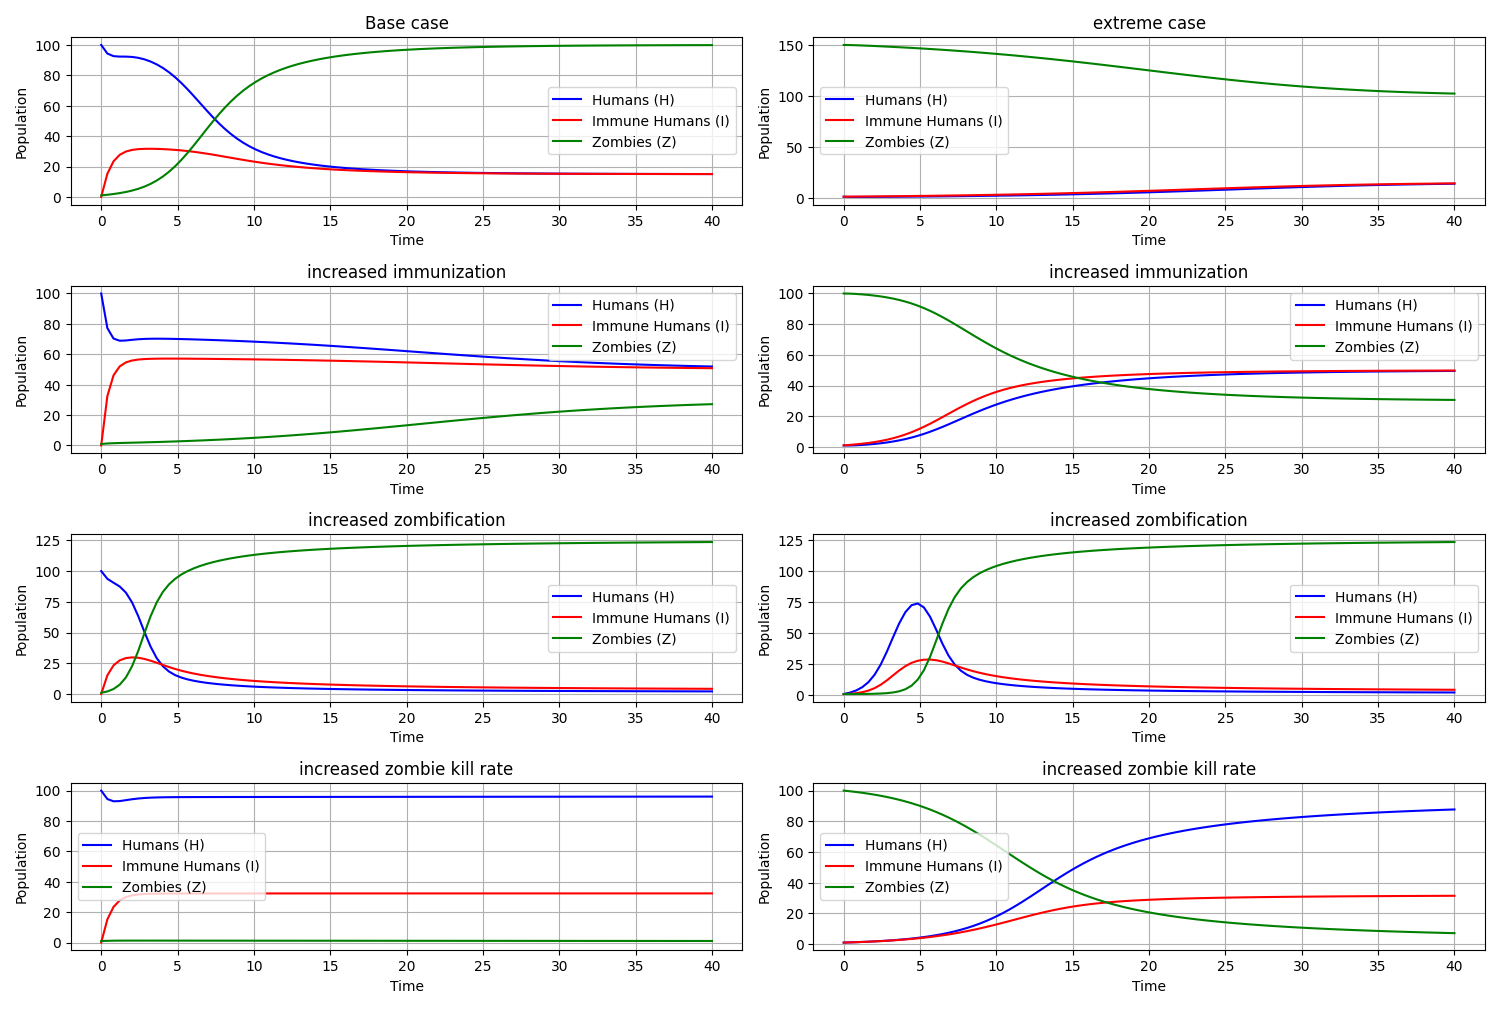 Base case
Population
100
80
60
40
20
0
Humans (H)
Immune Humans (I)
Zombies (Z)
0 5 10 15 20 25 30 35 40
Time
extreme case
Population
150
100
50
0
Humans (H)
Immune Humans (I)
Zombies (Z)
0 5 10 15 20 25 30 35 40
Time
increased immunization
Population
100
80
60
40
20
0
Humans (H)
Immune Humans (I)
Zombies (Z)
0 5 10 15 20 25 30 35 40
Time
increased immunization
Population
100
80
60
40
20
0
Humans (H)
Immune Humans (I)
Zombies (Z)
0 5 10 15 20 25 30 35 40
Time
increased zombification
Population
125
100
75
50
25
0
Humans (H)
Immune Humans (I)
Zombies (Z)
0 5 10 15 20 25 30 35 40
Time
increased zombification
Population
125
100
75
50
25
0
Humans (H)
Immune Humans (I)
Zombies (Z)
0 5 10 15 20 25 30 35 40
Time
increased zombie kill rate
Population
100
80
60
40
20
0
Humans (H)
Immune Humans (I)
Zombies (Z)
0 5 10 15 20 25 30 35 40
Time
increased zombie kill rate
Population
100
80
60
40
20
0
Humans (H)
Immune Humans (I)
Zombies (Z)
0 5 10 15 20 25 30 35 40
Time